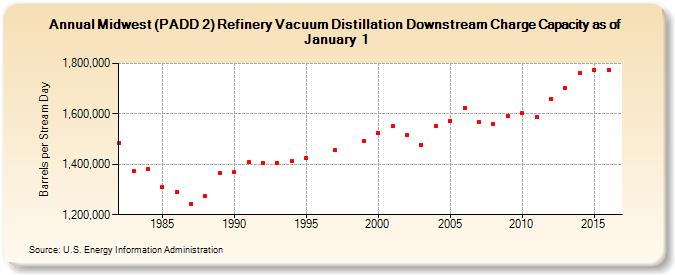 Annual Midwest (PADD 2) Refinery Vacuum Distillation Downstream Charge Capacity as of
January 1
Barrels per Stream Day
1,800,000
1,600,000
1,400,000
1,200,000
1985
1990
1995
2000
2005
2010
2015
Source: U.S. Energy Information Administration